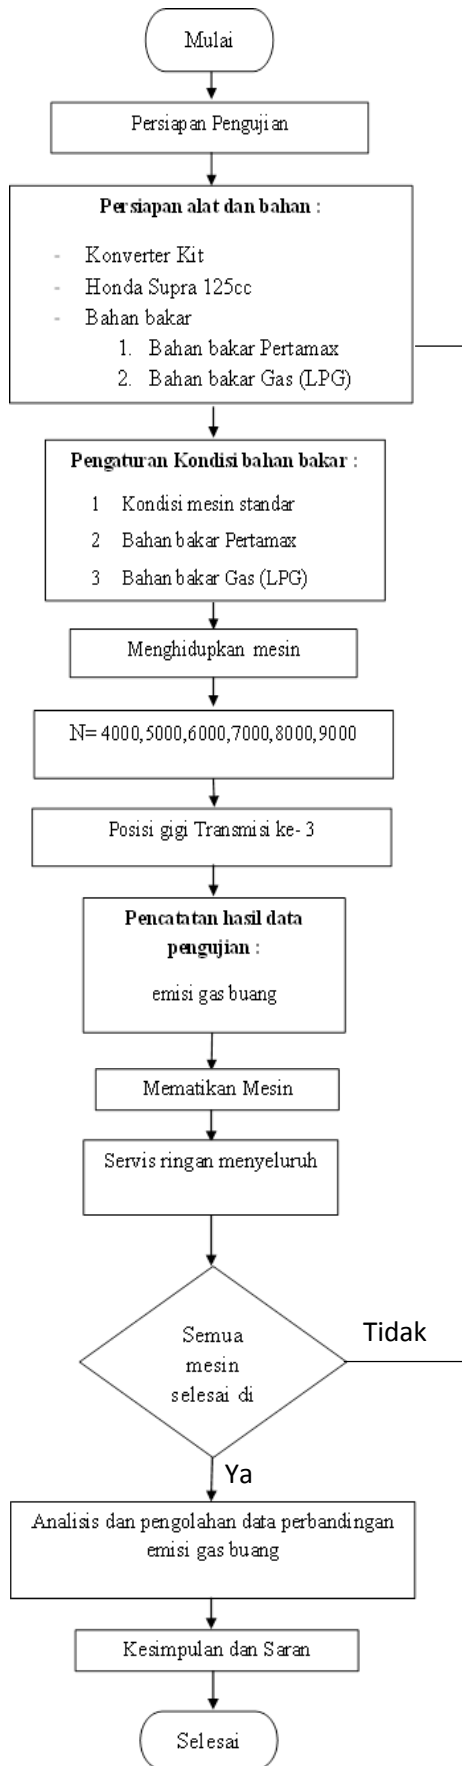 Mulai
Persiapan Pengujian
Persiapan alat dan bahan :
- Konverter Kit
- Honda Supra 125cc
- Bahan bakar
1. Bahan bakar Pertamax
2. Bahan bakar Gas (LPG)
Pengaturan Kondisi bahan bakar :
1 Kondisi mesin standar
2 Bahan bakar Pertamax
3 Bahan bakar Gas (LPG)
Menghidupkan mesin
N= 4000,5000,6000,7000,8000,9000
Posisi gigi Transmisi ke- 3
Pencatatan hasil data
pengujian :
emisi gas buang
Mematikan Mesin
Servis ringan menyeluruh
Semua
mesin
selesai di
Tidak
Ya
Analisis dan pengolahan data perbandingan
emisi gas buang
Kesimpulan dan Saran
Selesai